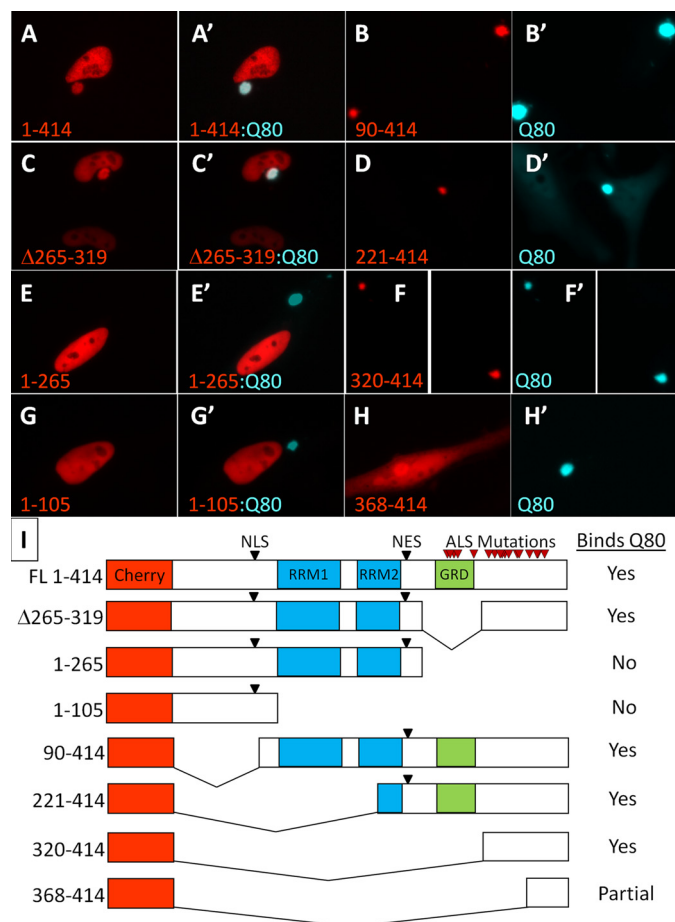 A A’ B B’
1-414 1-414:Q80 90-414 Q80
C C’ D D’
Δ265-319 Δ265-319:Q80 221-414 Q80
E E’ F F’
1-265 1-265:Q80 320-414 Q80
G G’ H H’
1-105 1-105:Q80 368-414 Q80
I NLS NES ALS Mutations Binds Q80
FL 1-414 Cherry RRM1 RRM2 GRD Yes
Δ265-319 Yes
1-265 No
1-105 No
90-414 Yes
221-414 Yes
320-414 Yes
368-414 Partial